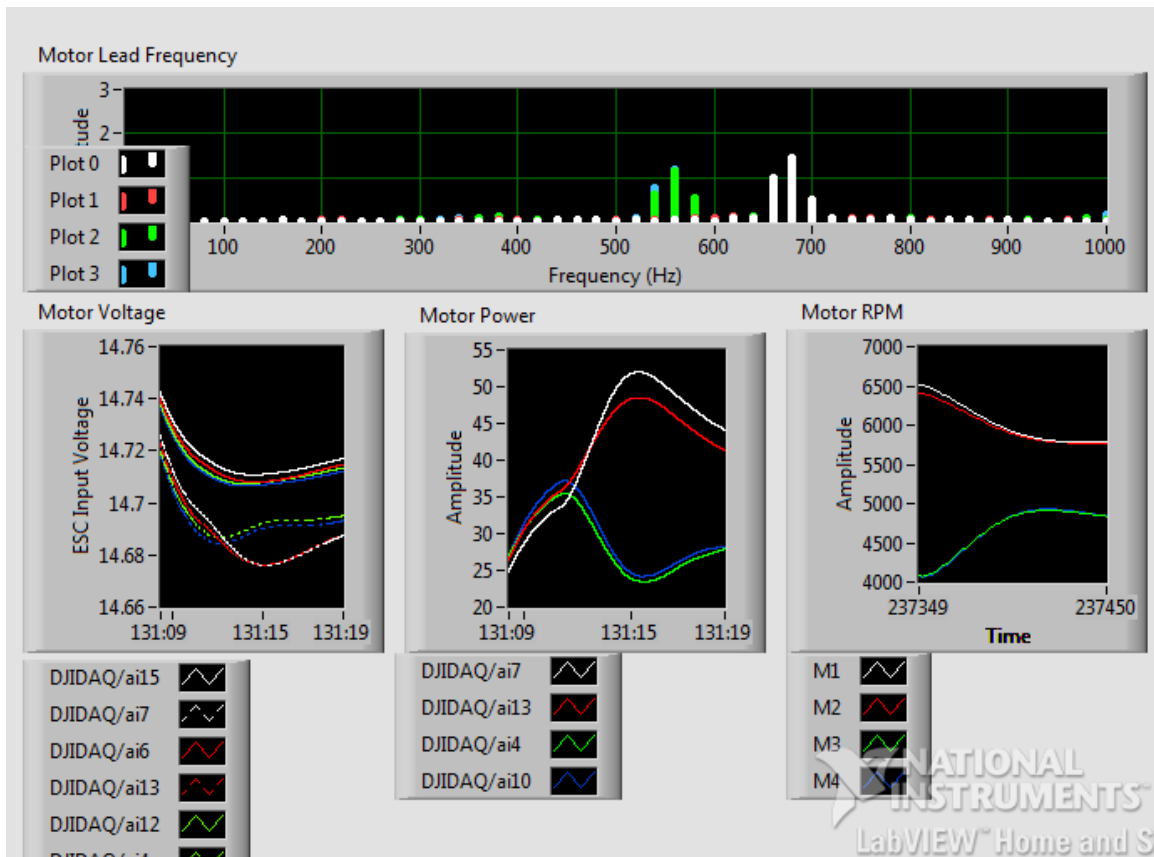 Motor Lead Frequency
3
2
Plot 0
Plot 1
Plot 2
Plot 3
100 200 300 400 500 600 700 800 900 1000
Frequency (Hz)
Motor Voltage
14.76
14.74
14.72
14.7
14.68
14.66
ESC Input Voltage
131:09 131:15 131:19
DJIDAQ/ai15
DJIDAQ/ai7
DJIDAQ/ai6
DJIDAQ/ai13
DJIDAQ/ai12
Motor Power
55
50
45
40
35
30
25
20
Amplitude
131:09 131:15 131:19
DJIDAQ/ai7
DJIDAQ/ai13
DJIDAQ/ai4
DJIDAQ/ai10
Motor RPM
7000
6500
6000
5500
5000
4500
4000
Amplitude
237349 237450
Time
M1
M2
M3
M4
NATIONAL
INSTRUMENTS
LabVIEW™ Home and S